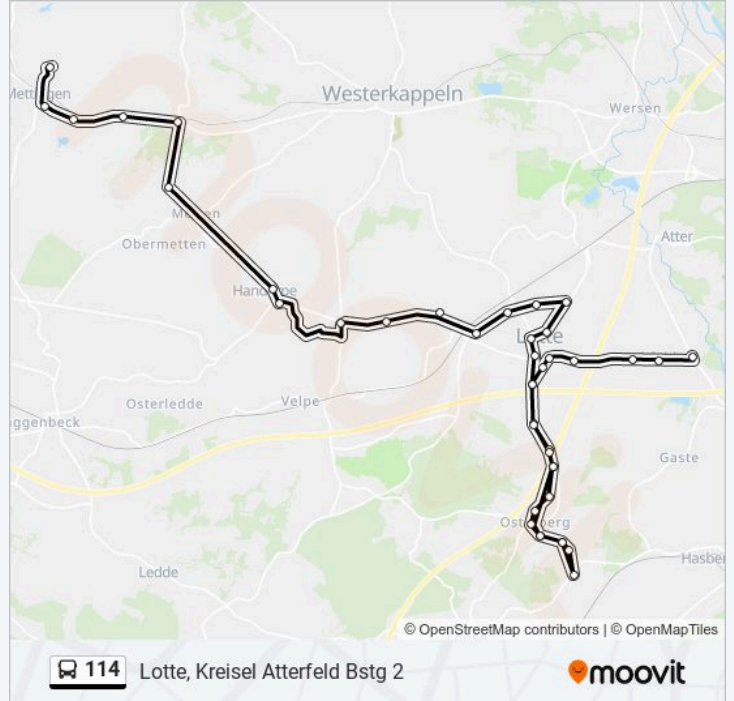 Westerkappeln
Wersen
Atter
Obermetten
Osterledde
Velpe
Gaste
Ledde
© OpenStreetMap contributors | © OpenMapTiles
114 Lotte, Kreisel Atterfeld Bstg 2
moovit